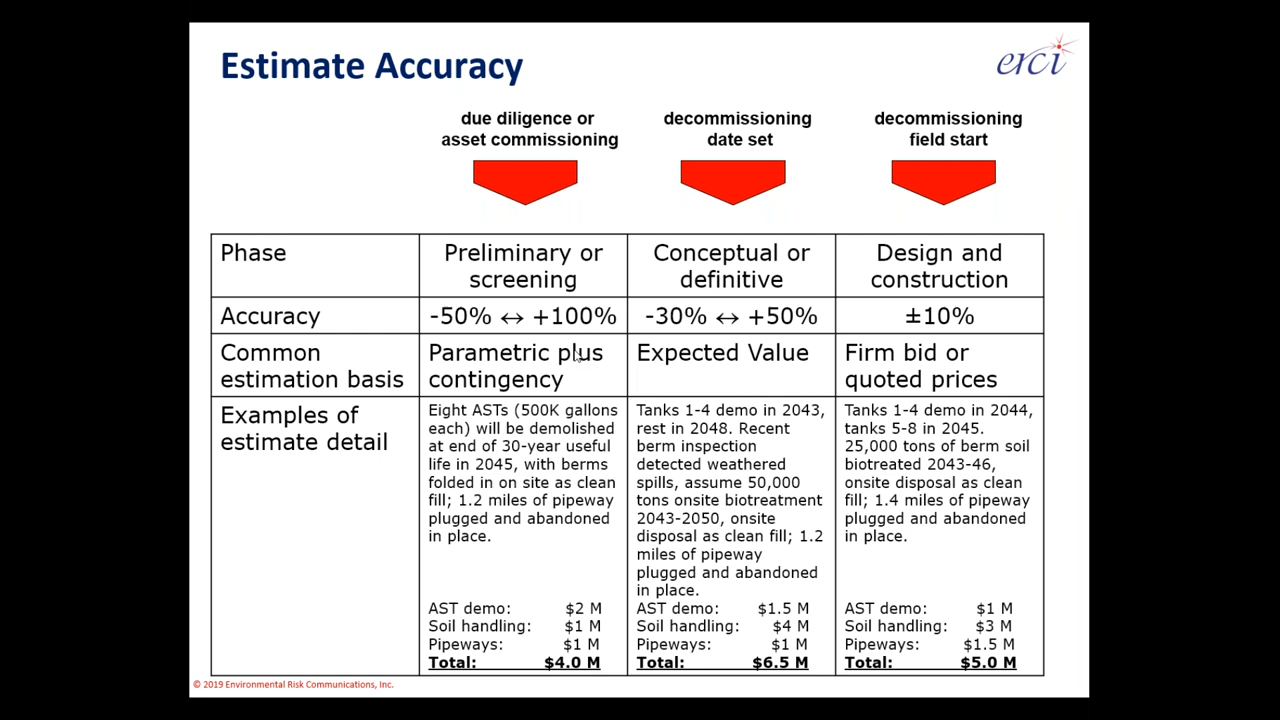 Estimate Accuracy
erci
due diligence or
asset commissioning
decommissioning
date set
decommissioning
field start
Phase
Preliminary or
screening
Conceptual or
definitive
Design and
construction
Accuracy
-50% ↔ +100%
-30% ↔ +50%
±10%
Common
estimation basis
Parametric plus
contingency
Expected Value
Firm bid or
quoted prices
Examples of
estimate detail
Eight ASTs (500K gallons
each) will be demolished
at end of 30-year useful
life in 2045, with berms
folded in on site as clean
fill; 1.2 miles of pipeway
plugged and abandoned
in place.
AST demo: $2 M
Soil handling: $1 M
Pipeways: $1 M
Total: $4.0 M
Tanks 1-4 demo in 2043,
rest in 2048. Recent
berm inspection
detected weathered
spills, assume 50,000
tons onsite biotreatment
2043-2050, onsite
disposal as clean fill; 1.2
miles of pipeway
plugged and abandoned
in place.
AST demo: $1.5 M
Soil handling: $4 M
Pipeways: $1 M
Total: $6.5 M
Tanks 1-4 demo in 2044,
tanks 5-8 in 2045.
25,000 tons of berm soil
biotreated 2043-46,
onsite disposal as clean
fill; 1.4 miles of pipeway
plugged and abandoned
in place.
AST demo: $1 M
Soil handling: $3 M
Pipeways: $1.5 M
Total: $5.0 M
© 2019 Environmental Risk Communications, Inc.